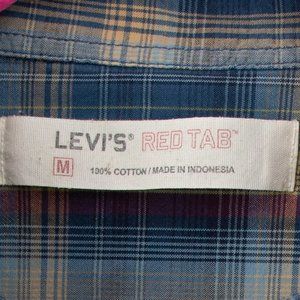 LEVI'S® RED TAB™
M 100% COTTON / MADE IN INDONESIA